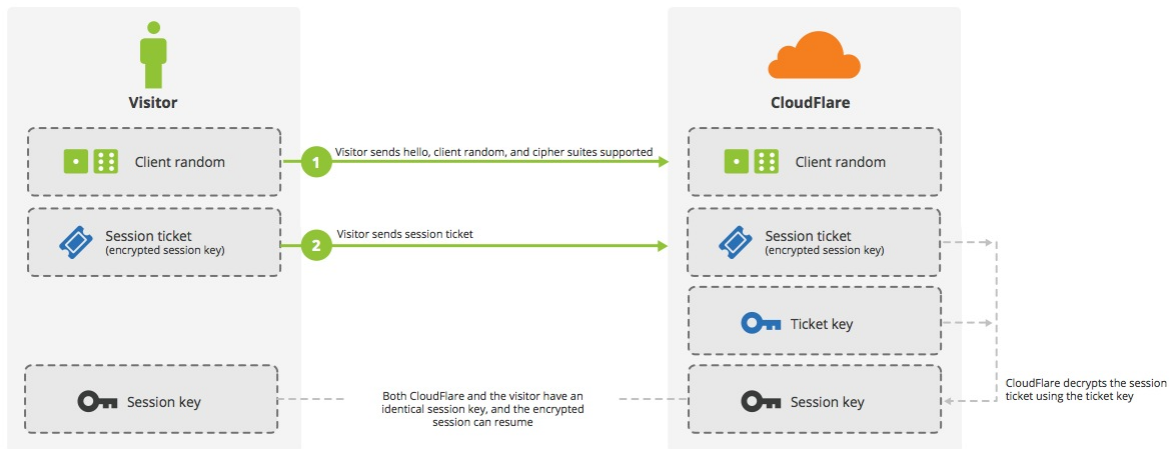 Visitor
CloudFlare
Client random
1
Visitor sends hello, client random, and cipher suites supported
Client random
Session ticket
(encrypted session key)
2
Visitor sends session ticket
Session ticket
(encrypted session key)
Ticket key
Session key
Both CloudFlare and the visitor have an
identical session key, and the encrypted
session can resume
Session key
CloudFlare decrypts the session
ticket using the ticket key